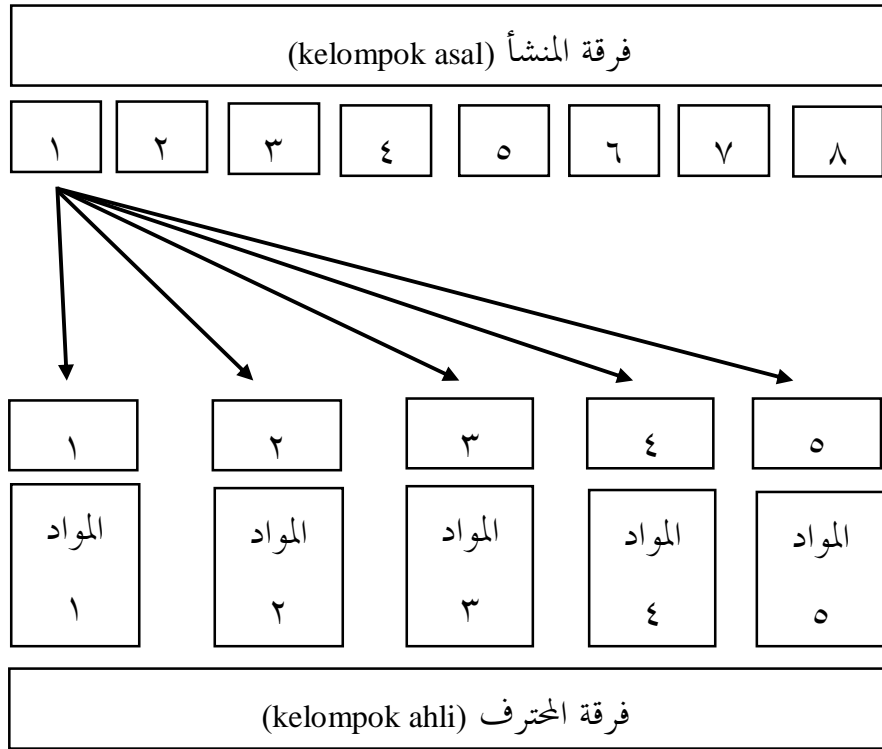 فرقة المنشأ (kelompok asal)
١ ٢ ٣ ٤ ٥ ٦ ٧ ٨
١ ٢ ٣ ٤ ٥
المواد المواد المواد المواد المواد
١ ٢ ٣ ٤ ٥
فرقة المحترف (kelompok ahli)